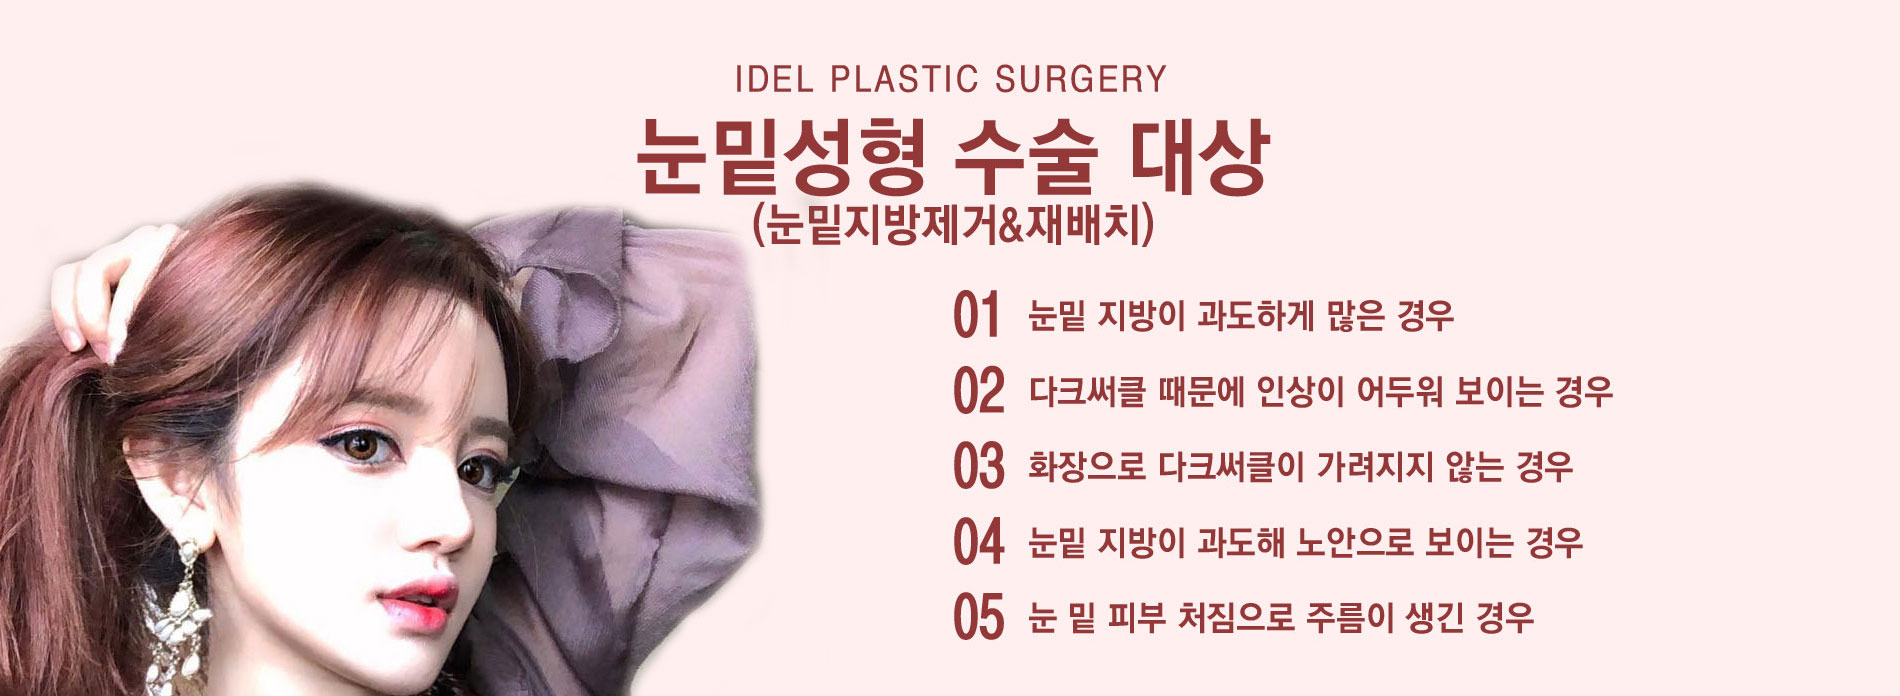 IDEL PLASTIC SURGERY
눈밑성형 수술 대상
(눈밑지방제거&재배치)
01 눈밑 지방이 과도하게 많은 경우
02 다크써클 때문에 인상이 어두워 보이는 경우
03 화장으로 다크써클이 가려지지 않는 경우
04 눈밑 지방이 과도해 노안으로 보이는 경우
05 눈 밑 피부 처짐으로 주름이 생긴 경우